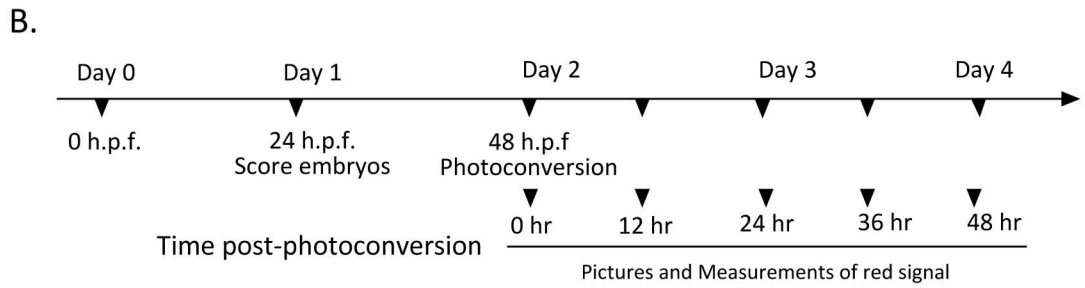 B.
Day 0 Day 1 Day 2 Day 3 Day 4
0 h.p.f. 24 h.p.f. 48 h.p.f
Score embryos Photoconversion
0 hr 12 hr 24 hr 36 hr 48 hr
Time post-photoconversion
Pictures and Measurements of red signal